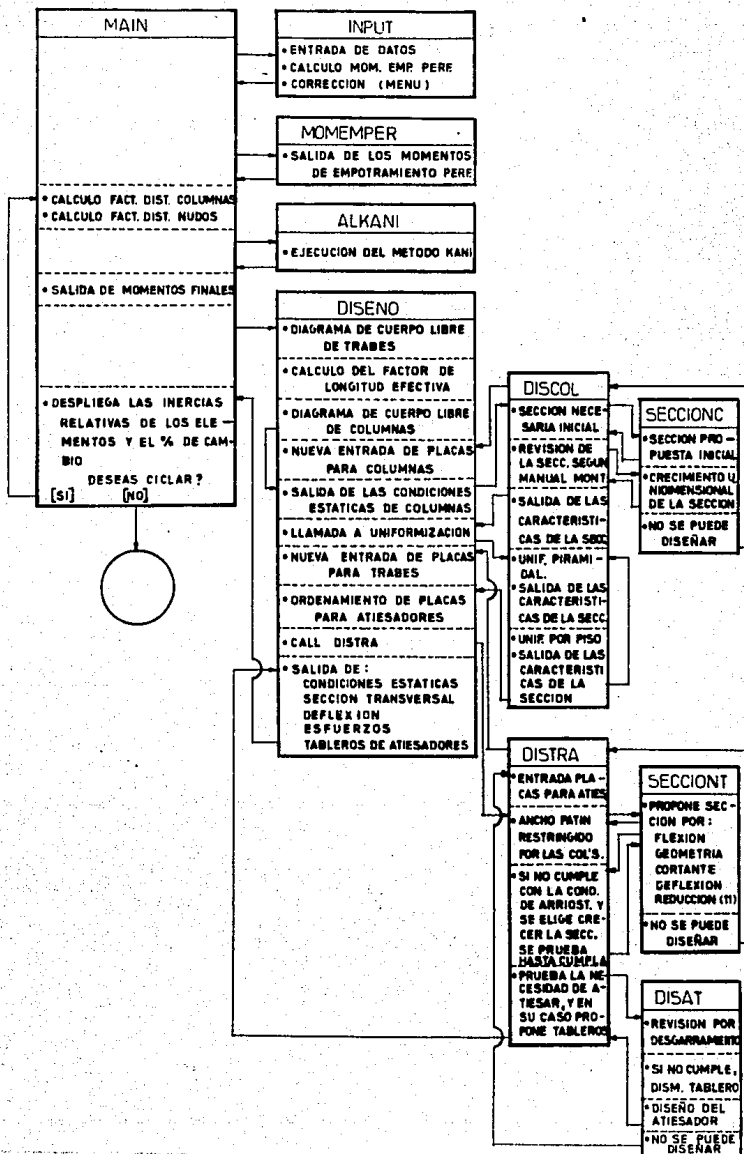 MAIN
• CALCULO FACT. DIST. COLUMNAS
• CALCULO FACT. DIST. NUDOS
• SALIDA DE MOMENTOS FINALES
• DESPLIEGA LAS INERCIAS
RELATIVAS DE LOS ELE-
MENTOS Y EL % DE CAM-
BIO
DESEAS CICLAR?
[SI] [NO]
INPUT
• ENTRADA DE DATOS
• CALCULO MOM. EMP. PERF
• CORRECCION (MENU)
MOMEMPER
• SALIDA DE LOS MOMENTOS
DE EMPOTRAMIENTO PERF.
ALKANI
• EJECUCION DEL METODO KANI
DISENO
• DIAGRAMA DE CUERPO LIBRE
DE TRABES
• CALCULO DEL FACTOR DE
LONGITUD EFECTIVA
• DIAGRAMA DE CUERPO LIBRE
DE COLUMNAS
• NUEVA ENTRADA DE PLACAS
PARA COLUMNAS
• SALIDA DE LAS CONDICIONES
ESTATICAS DE COLUMNAS
• LLAMADA A UNIFORMIZACION
• NUEVA ENTRADA DE PLACAS
PARA TRABES
• ORDENAMIENTO DE PLACAS
PARA ATIESADORES
• CALL DISTRA
• SALIDA DE:
CONDICIONES ESTATICAS
SECCION TRANSVERSAL
DEFLEXION
ESFUERZOS
TABLEROS DE ATIESADORES
DISCOL
• SECCION NECE-
SARIA INICIAL
• REVISION DE
LA SECC. SEGUN
MANUAL MONT.
• SALIDA DE LAS
CARACTERISTI-
CAS DE LA SECC.
• UNIF. PIRAMI-
DAL.
• SALIDA DE LAS
CARACTERISTI-
CAS DE LA SECC.
• UNIF. POR PISO
• SALIDA DE LAS
CARACTERISTI
CAS DE LA
SECCION
SECCIONC
• SECCION PRO-
PUESTA INICIAL
• CRECIMIENTO U
NIDIMENSIONAL
DE LA SECCION
• NO SE PUEDE
DISEÑAR
DISTRA
• ENTRADA PLA-
CAS PARA ATIES
• ANCHO PATIN
RESTRINGIDO
POR LAS COL'S.
• SI NO CUMPLE
CON LA COND.
DE ARRIOST. Y
SE ELIGE CRE-
CER LA SECC.
SE PRUEBA
HASTA CUMPLA
• PRUEBA LA NE-
CESIDAD DE A-
TIESAR, Y EN
SU CASO PRO-
PONE TABLEROS
SECCIONT
• PROPONE SEC-
CION POR:
FLEXION
GEOMETRIA
CORTANTE
DEFLEXION
REDUCCION (11)
• NO SE PUEDE
DISEÑAR
DISAT
• REVISION POR
DESGARRAMIENTO
• SI NO CUMPLE,
DISM. TABLERO
• DISEÑO DEL
ATIESADOR
• NO SE PUEDE
DISEÑAR